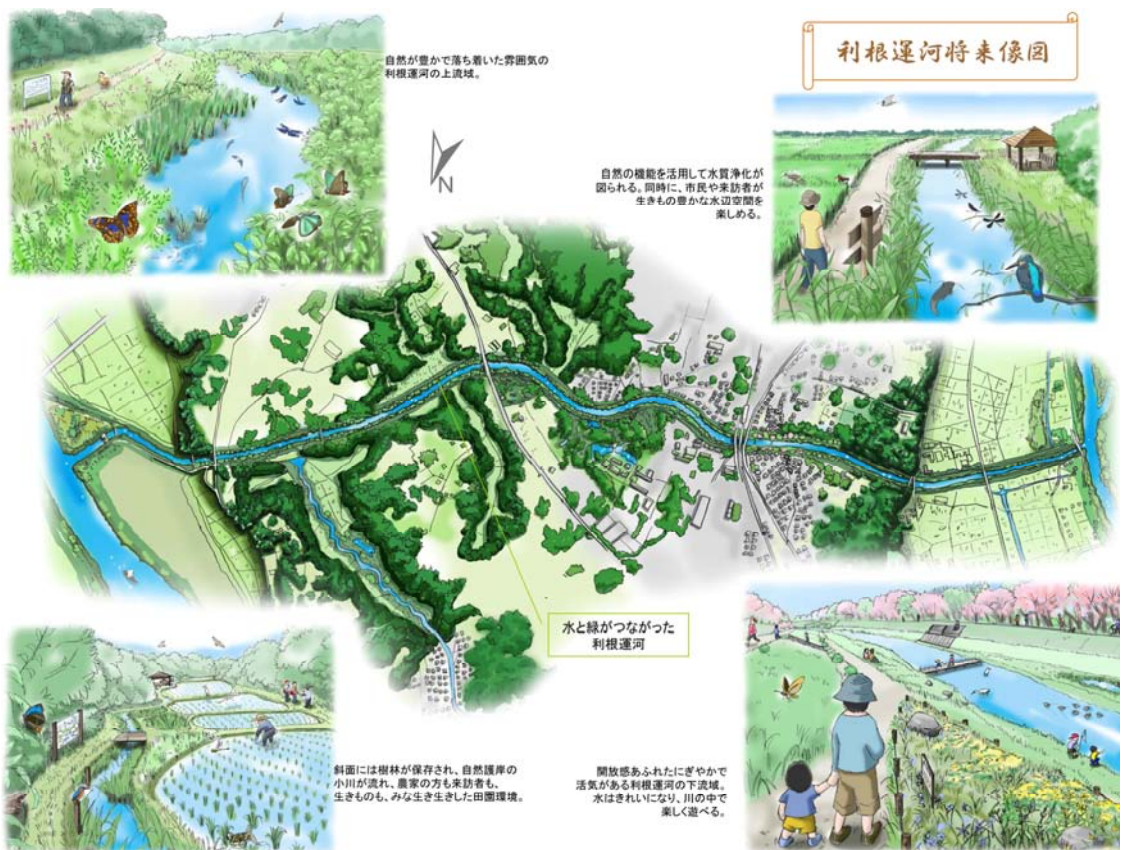 利根運河将来像図
自然が豊かで落ち着いた雰囲気の
利根運河の上流域。
自然の機能を活用して水質浄化が
図られる。同時に、市民や来訪者が
生きもの豊かな水辺空間を
楽しめる。
N
水と緑がつながった
利根運河
斜面には樹林が保存され、自然護岸の
小川が流れ、農家の方も来訪者も、
生きものも、みな生き生きした田園環境。
開放感あふれたにぎやかで
活気がある利根運河の下流域。
水はきれいになり、川の中で
楽しく遊べる。